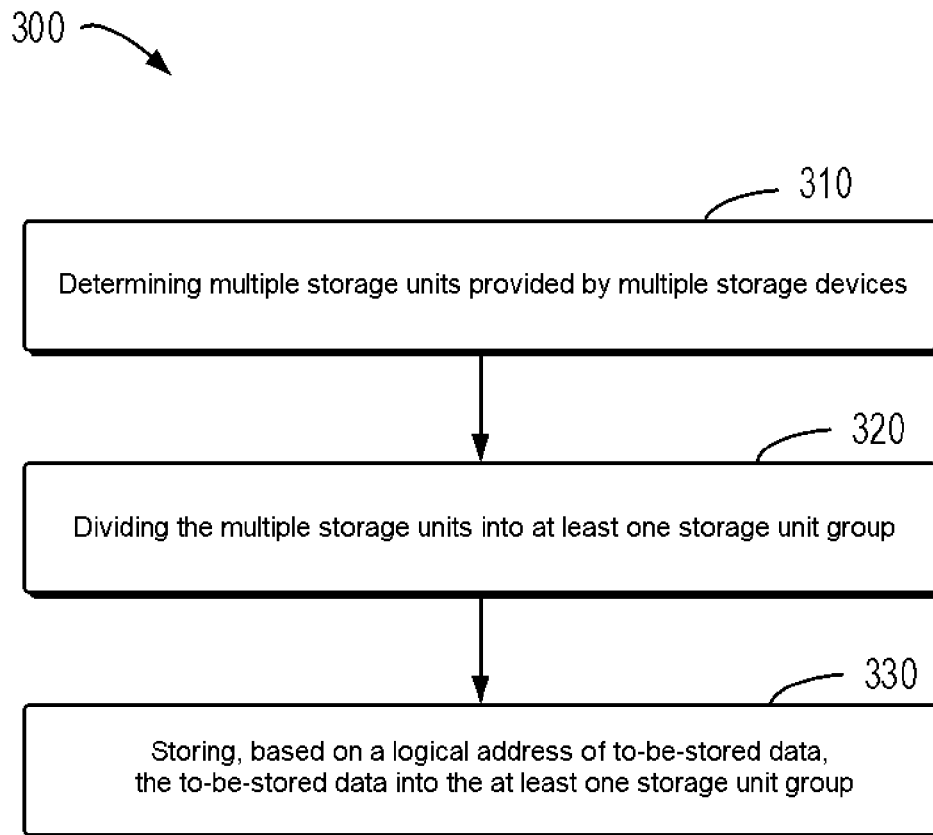 300
310
Determining multiple storage units provided by multiple storage devices
320
Dividing the multiple storage units into at least one storage unit group
330
Storing, based on a logical address of to-be-stored data,
the to-be-stored data into the at least one storage unit group